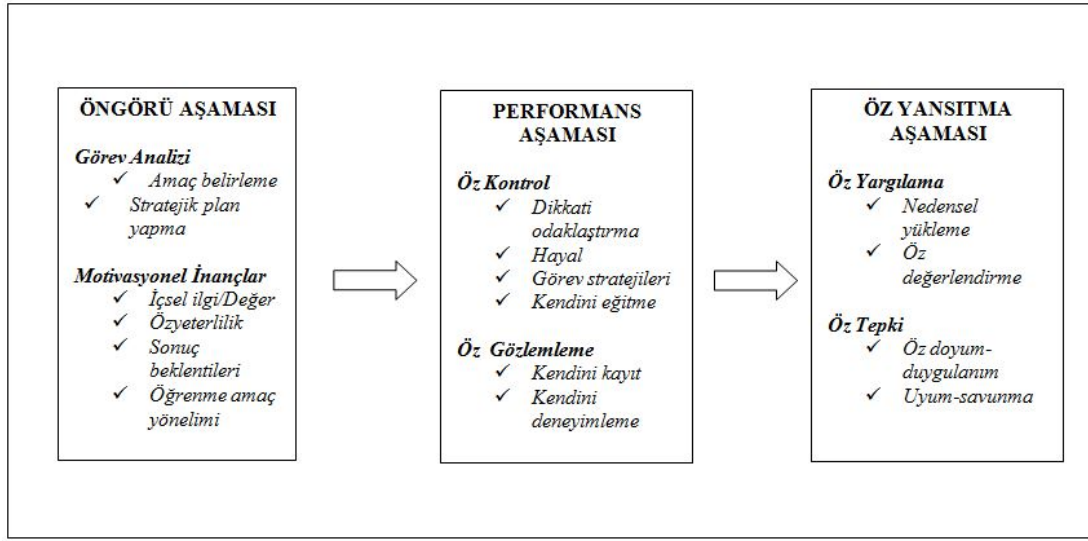 ÖNGÖRÜ AŞAMASI
Görev Analizi
✓ Amaç belirleme
✓ Stratejik plan
yapma
Motivasyonel İnançlar
✓ İçsel ilgi/Değer
✓ Özyeterlilik
✓ Sonuç
beklentileri
✓ Öğrenme amaç
yönelimi
PERFORMANS
AŞAMASI
Öz Kontrol
✓ Dikkati
odaklaştırma
✓ Hayal
✓ Görev stratejileri
✓ Kendini eğitme
Öz Gözlemleme
✓ Kendini kayıt
✓ Kendini
deneyimleme
ÖZ YANSITMA
AŞAMASI
Öz Yargılama
✓ Nedensel
yükleme
✓ Öz
değerlendirme
Öz Tepki
✓ Öz doyum-
duygulanım
✓ Uyum-savunma